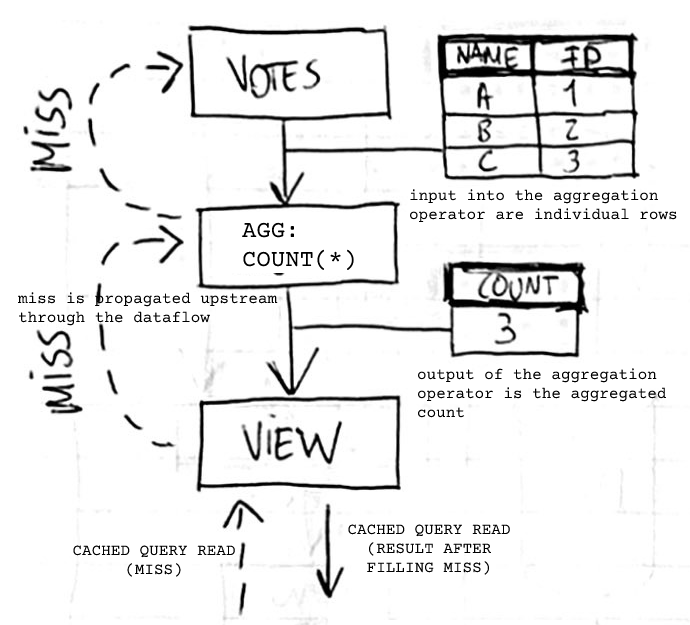 VOTES
NAME ID
A 1
B 2
C 3
MISS
input into the aggregation
operator are individual rows
AGG:
COUNT(*)
miss is propagated upstream
through the dataflow
COUNT
3
MISS
output of the aggregation
operator is the aggregated
count
VIEW
CACHED QUERY READ
(MISS)
CACHED QUERY READ
(RESULT AFTER
FILLING MISS)